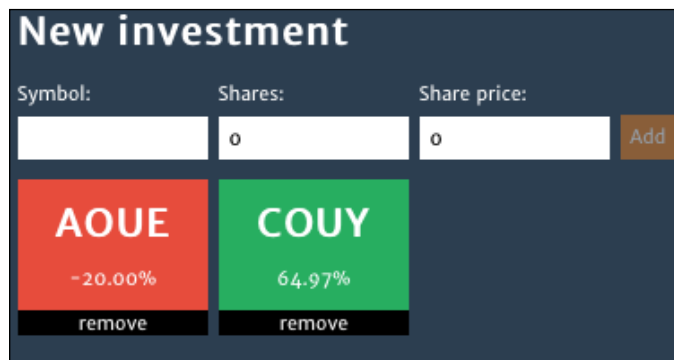 New investment
Symbol: Shares: Share price:
0 0 Add
AOUE COUY
-20.00% 64.97%
remove remove